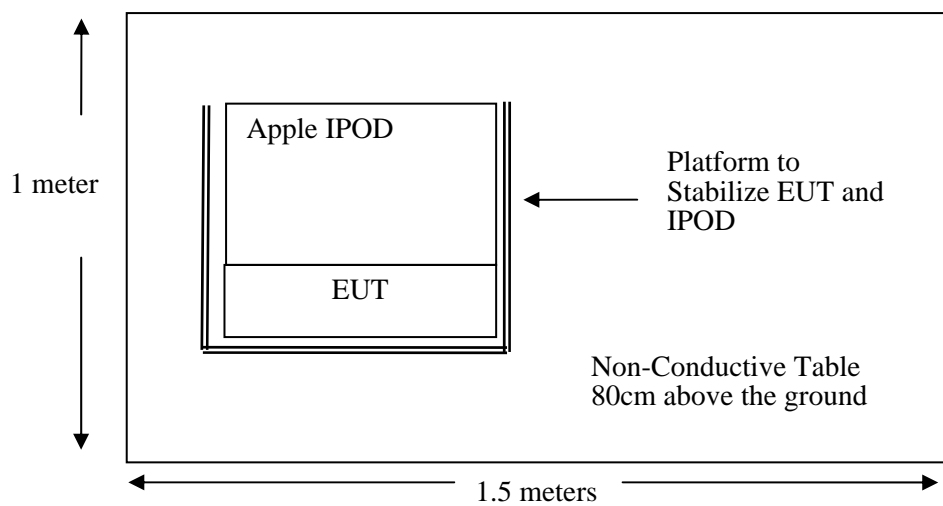 Apple IPOD
1 meter
Platform to
Stabilize EUT and
IPOD
EUT
Non-Conductive Table
80cm above the ground
1.5 meters